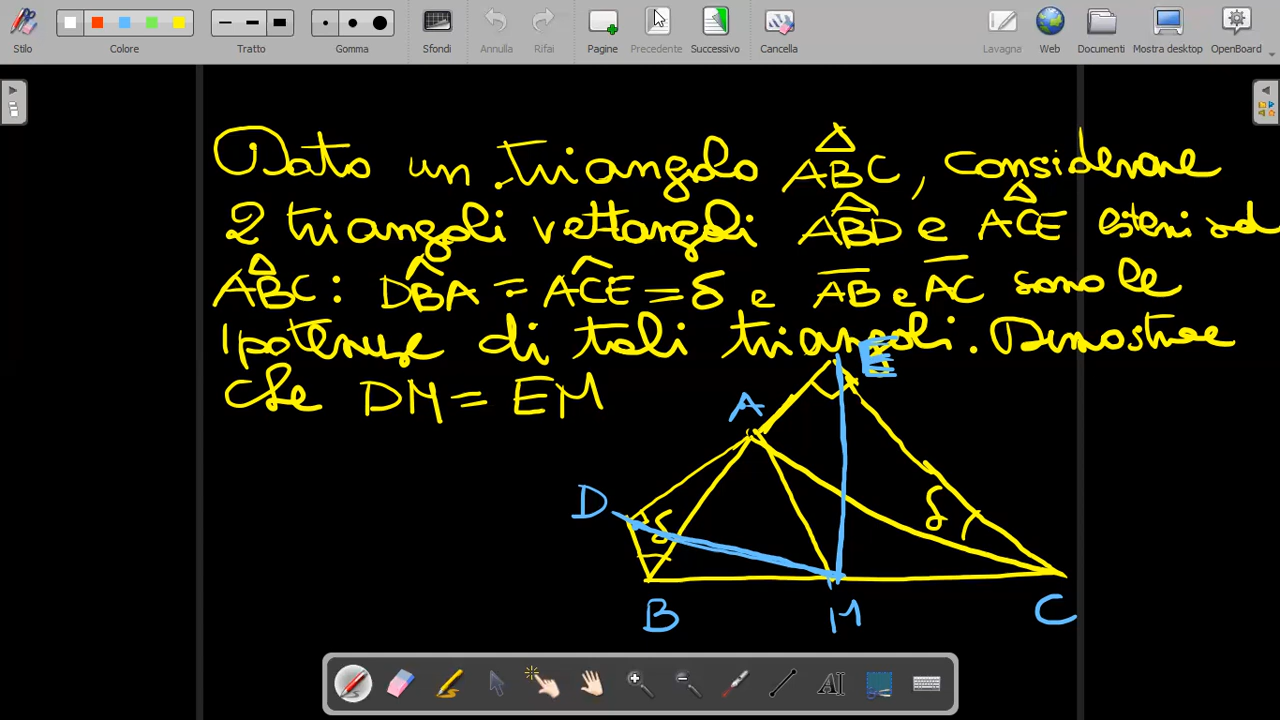 Stilo
Colore
Tratto
Gomma
Sfondi
Annulla
Rifai
Pagine
Precedente
Successivo
Cancella
Lavagna
Web
Documenti
Mostra desktop
OpenBoard
Dato un triangolo ABC, considerare
2 triangoli rettangoli ABD e ACE esterni ad
ABC: DBA = ACE = δ e AB e AC sono le
ipotenuse di tali triangoli. Dimostrare
che DM = EM
E
A
D
δ
δ
B
M
C
AI